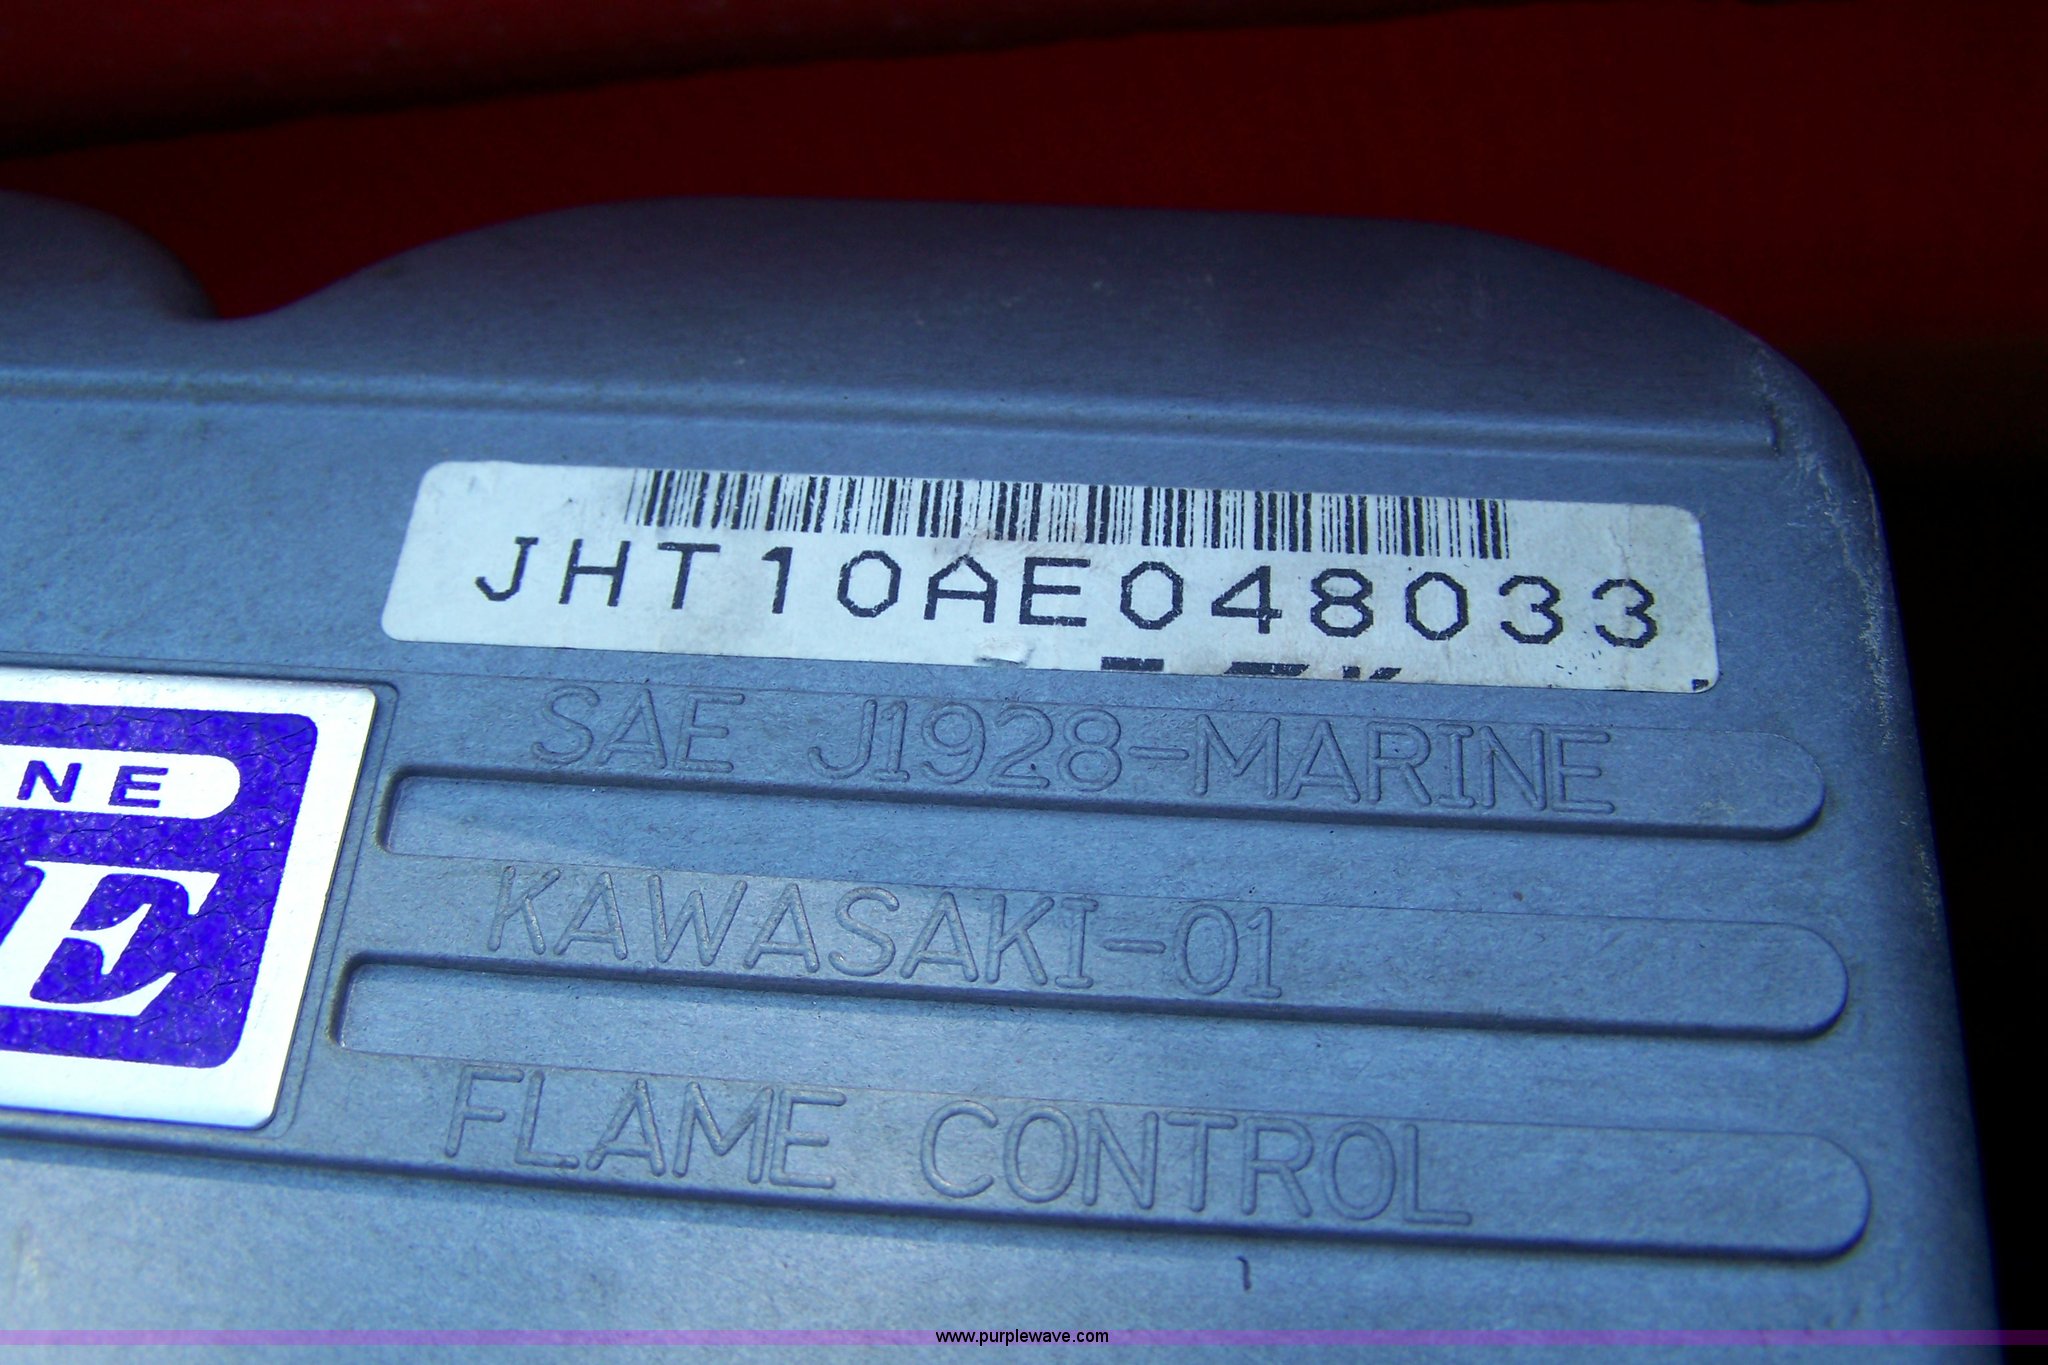 JHT10AE048033
SAE J1928-MARINE
NE
KAWASAKI-01
E
FLAME CONTROL
www.purplewave.com